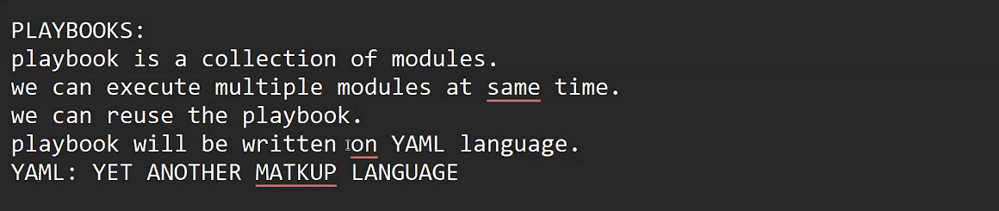 PLAYBOOKS:
playbook is a collection of modules.
we can execute multiple modules at same time.
we can reuse the playbook.
playbook will be written on YAML language.
YAML: YET ANOTHER MATKUP LANGUAGE